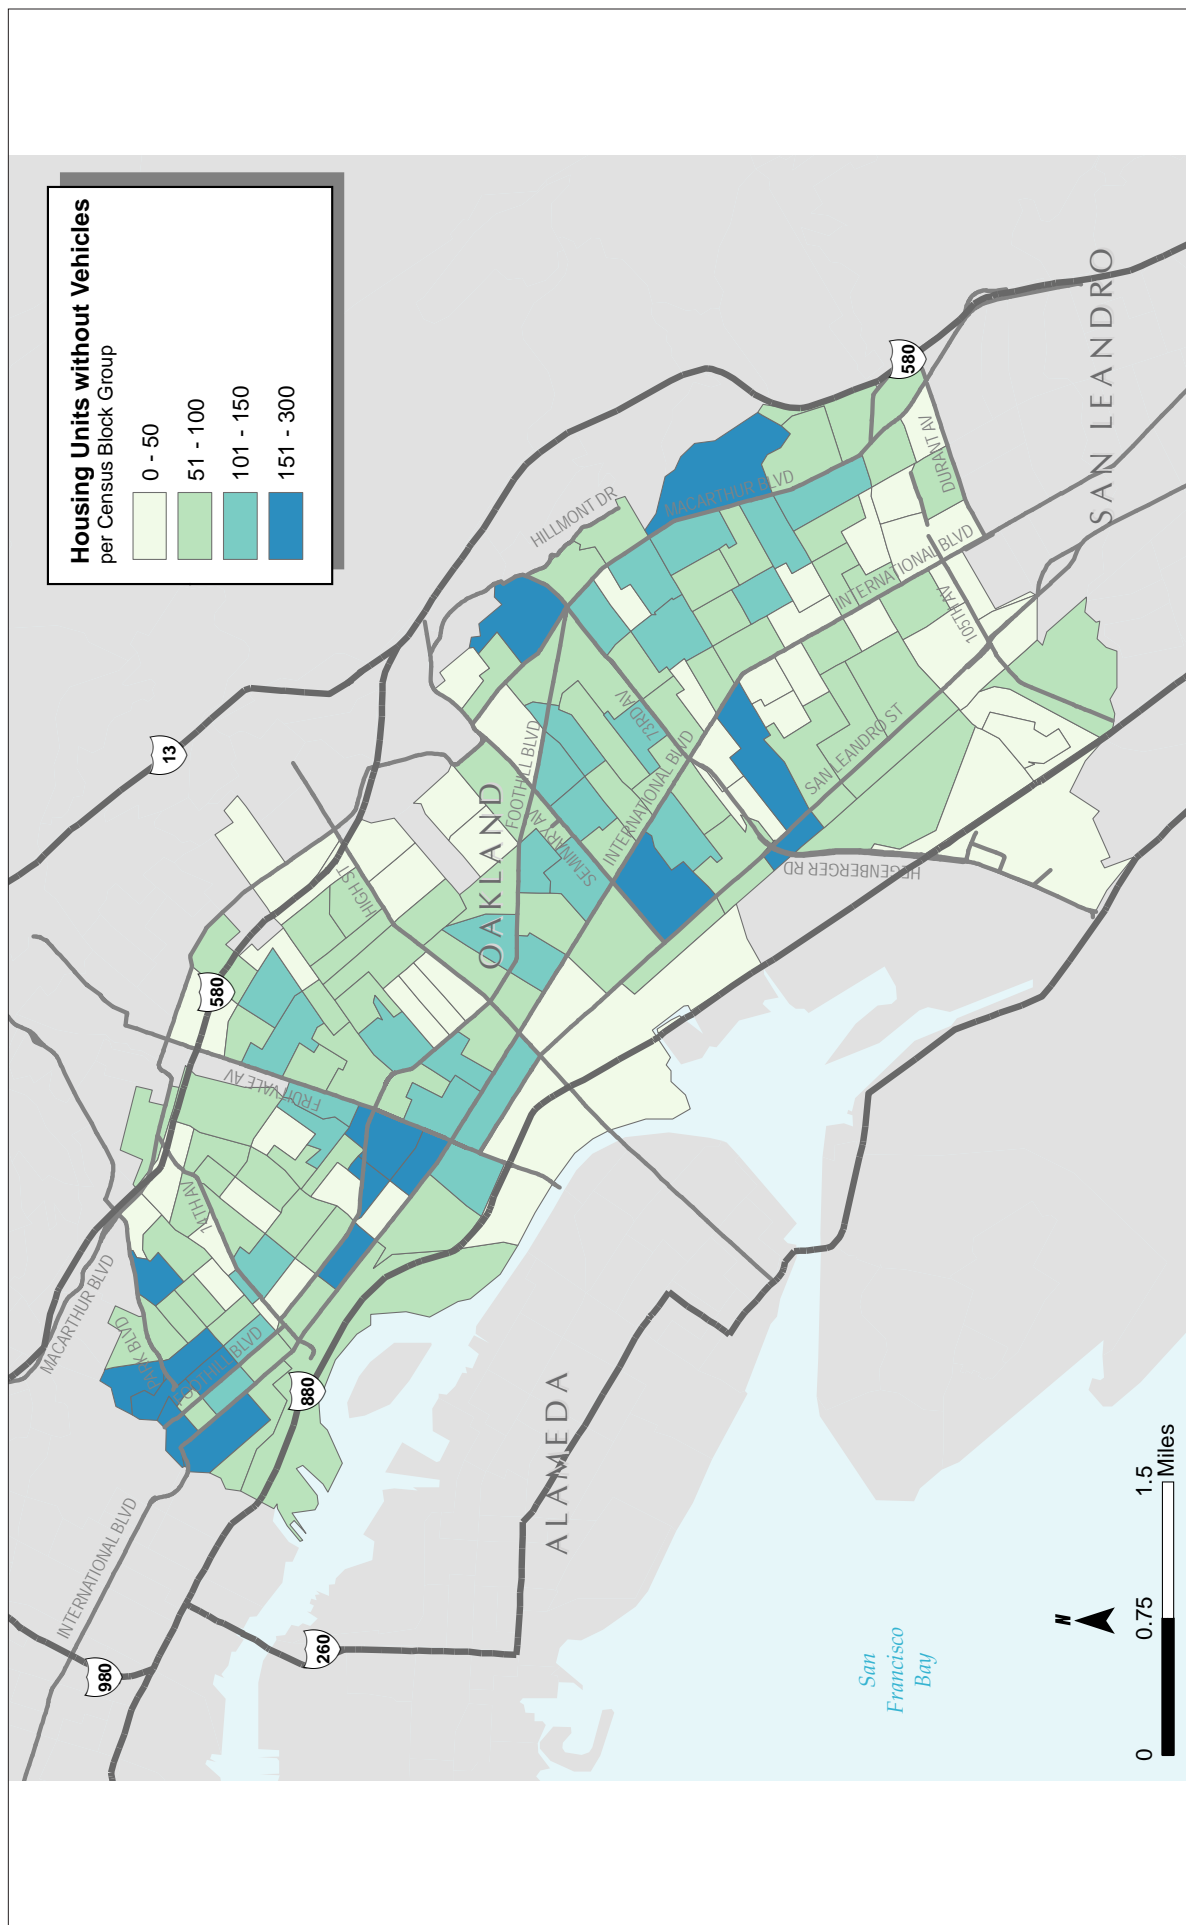 Housing Units without Vehicles
per Census Block Group
0 - 50
51 - 100
101 - 150
151 - 300
13
580
MACARTHUR BLVD
PARK BLVD
14TH AV
FRUITVALE AV
HIGH ST
OAKLAND
FOOTHILL BLVD
SEMINARY AV
HILLMONT DR
MACARTHUR BLVD
580
DURANT AV
SAN LEANDRO
FOOTHILL BLVD
INTERNATIONAL BLVD
73RD AV
INTERNATIONAL BLVD
105TH AV
SAN LEANDRO ST
HEGENBERGER RD
INTERNATIONAL BLVD
980
880
260
ALAMEDA
San
Francisco
Bay
N
0
0.75
1.5
Miles